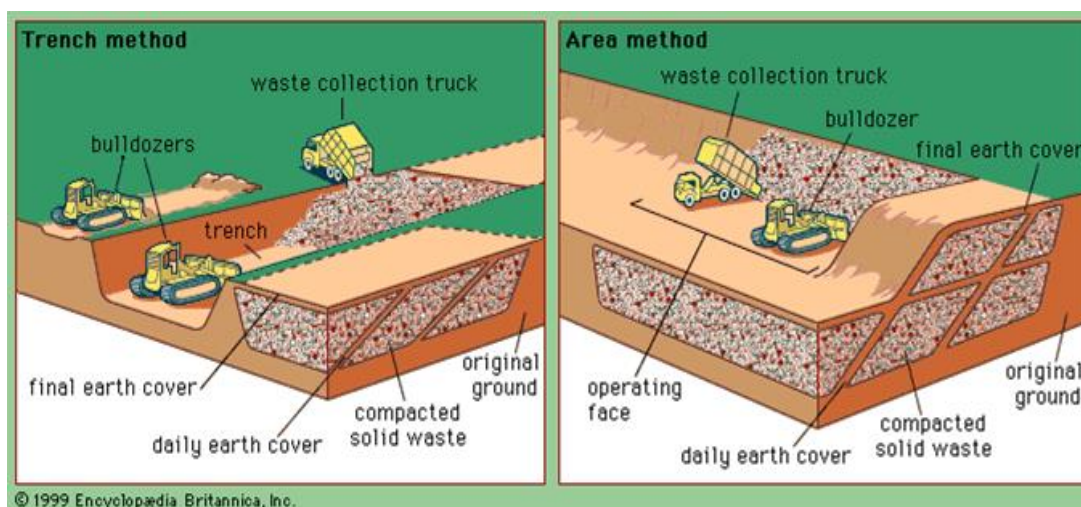 Trench method
waste collection truck
bulldozers
trench
final earth cover
daily earth cover
compacted
solid waste
original
ground
Area method
waste collection truck
bulldozer
final earth cover
operating
face
daily earth cover
compacted
solid waste
original
ground
© 1999 Encyclopædia Britannica, Inc.